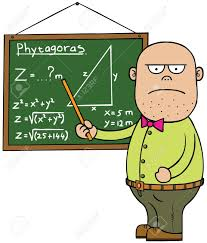 Phytagoras
Z = ....? m
Z² = x² + y²
Z = √(x² + y²)
Z = √(25 + 144)
z
y
x
x = 5 m
y = 12 m